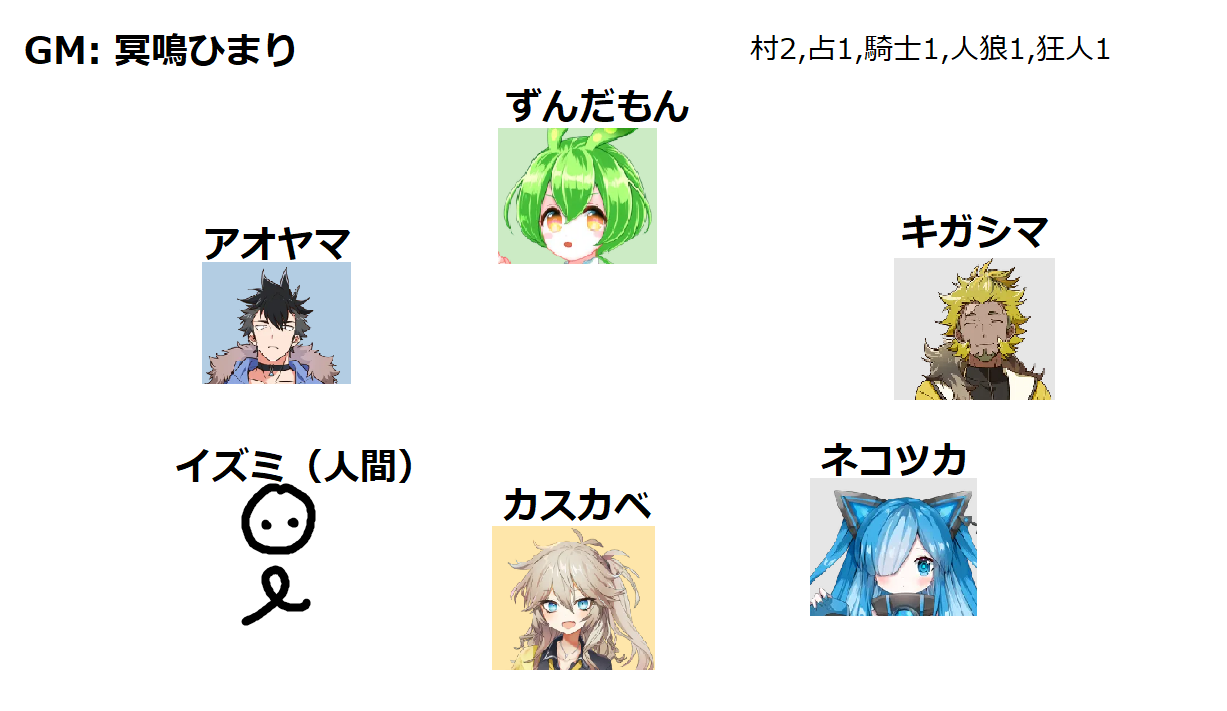 GM: 冥鳴ひまり
村2,占1,騎士1,人狼1,狂人1
ずんだもん
アオヤマ
キガシマ
イズミ（人間）
カスカベ
ネコツカ